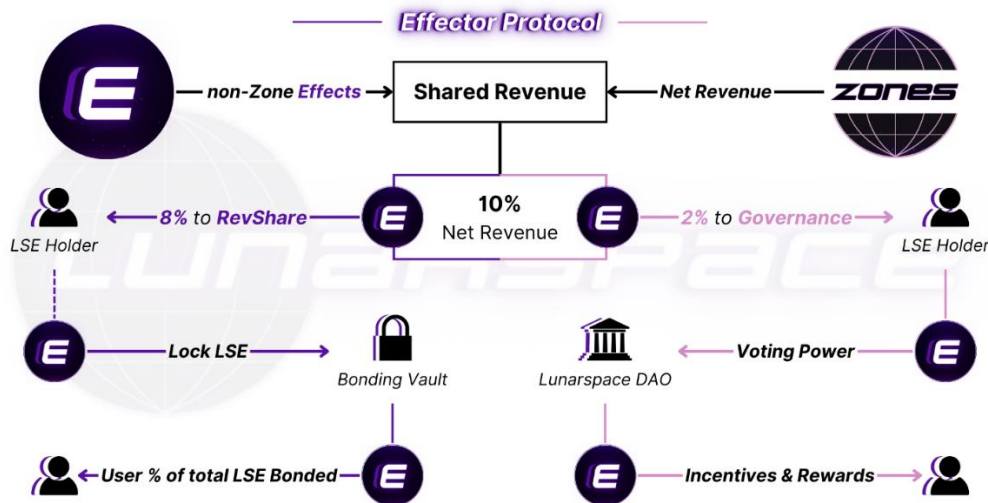 Effector Protocol
E
non-Zone Effects
Shared Revenue
Net Revenue
ZONES
LUNARSPACE
8% to RevShare
E
10%
Net Revenue
E
2% to Governance
LSE Holder
LSE Holder
E
Lock LSE
Bonding Vault
Lunarspace DAO
Voting Power
E
User % of total LSE Bonded
E
E
Incentives & Rewards